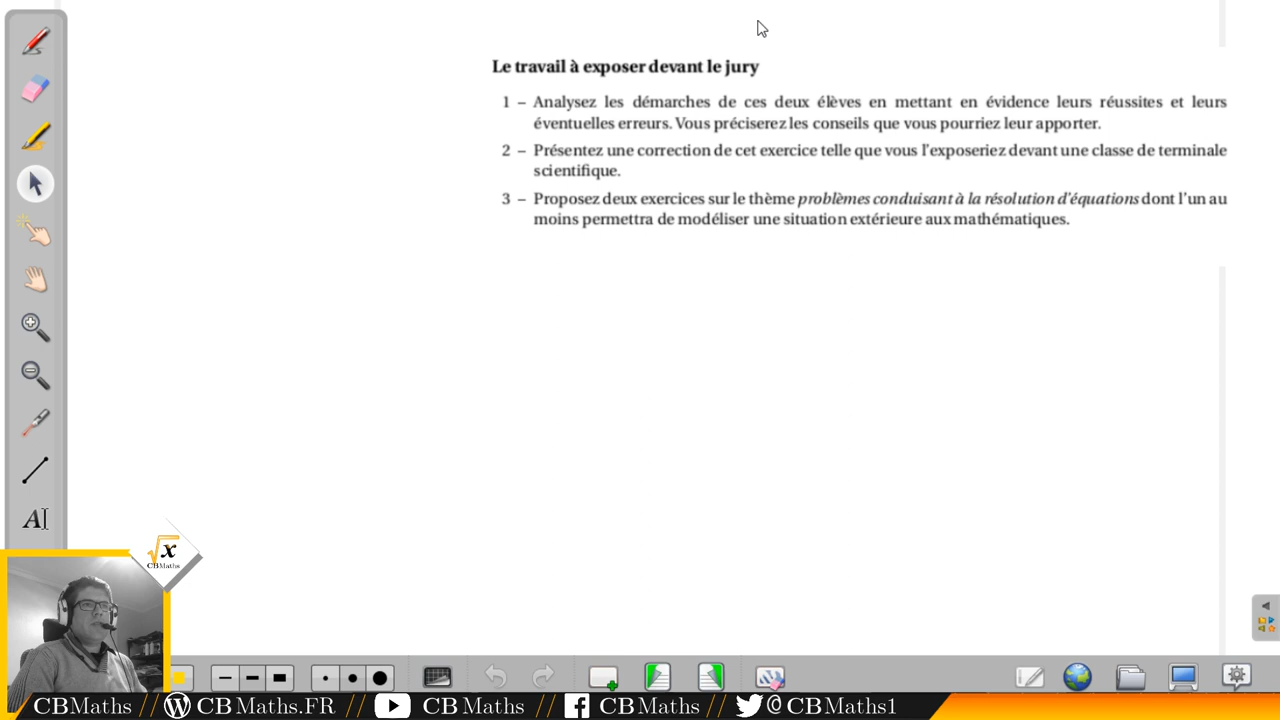 Le travail à exposer devant le jury
1 – Analysez les démarches de ces deux élèves en mettant en évidence leurs réussites et leurs
éventuelles erreurs. Vous préciserez les conseils que vous pourriez leur apporter.
2 – Présentez une correction de cet exercice telle que vous l'exposeriez devant une classe de terminale
scientifique.
3 – Proposez deux exercices sur le thème problèmes conduisant à la résolution d'équations dont l'un au
moins permettra de modéliser une situation extérieure aux mathématiques.
A
√x
CBMaths
CBMaths // CBMaths.FR // CBMaths // CBMaths // @CBMaths1